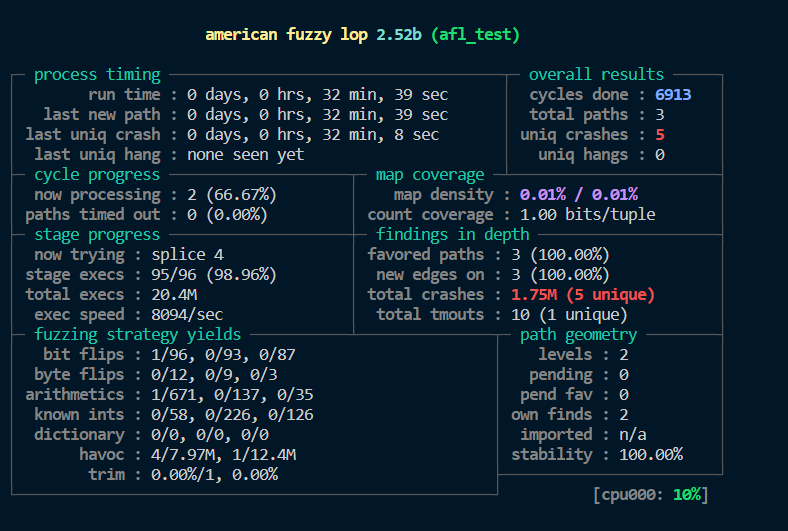 american fuzzy lop 2.52b (afl_test)
process timing overall results
run time : 0 days, 0 hrs, 32 min, 39 sec cycles done : 6913
last new path : 0 days, 0 hrs, 32 min, 39 sec total paths : 3
last uniq crash : 0 days, 0 hrs, 32 min, 8 sec uniq crashes : 5
last uniq hang : none seen yet uniq hangs : 0
cycle progress map coverage
now processing : 2 (66.67%) map density : 0.01% / 0.01%
paths timed out : 0 (0.00%) count coverage : 1.00 bits/tuple
stage progress findings in depth
now trying : splice 4 favored paths : 3 (100.00%)
stage execs : 95/96 (98.96%) new edges on : 3 (100.00%)
total execs : 20.4M total crashes : 1.75M (5 unique)
exec speed : 8094/sec total tmouts : 10 (1 unique)
fuzzing strategy yields path geometry
bit flips : 1/96, 0/93, 0/87 levels : 2
byte flips : 0/12, 0/9, 0/3 pending : 0
arithmetics : 1/671, 0/137, 0/35 pend fav : 0
known ints : 0/58, 0/226, 0/126 own finds : 2
dictionary : 0/0, 0/0, 0/0 imported : n/a
havoc : 4/7.97M, 1/12.4M stability : 100.00%
trim : 0.00%/1, 0.00%
[cpu000: 10%]